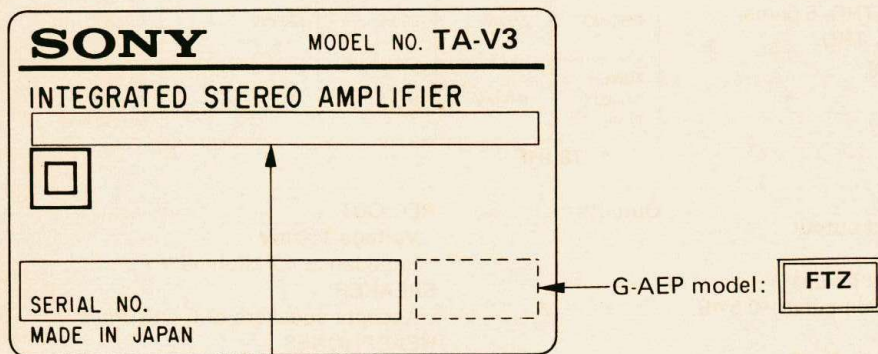 SONY MODEL NO. TA-V3
INTEGRATED STEREO AMPLIFIER
SERIAL NO.
MADE IN JAPAN
G-AEP model: FTZ